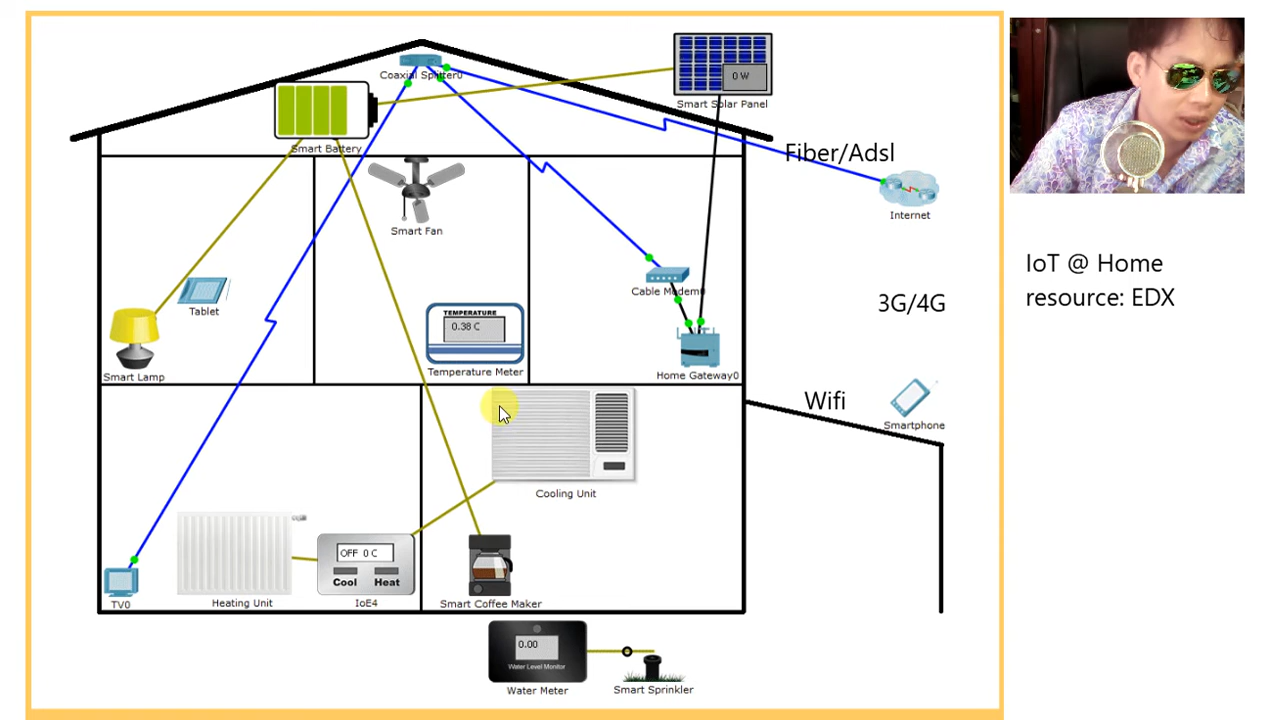 Coaxial Splitter0
0 W
Smart Solar Panel
Smart Battery
Fiber/Adsl
Internet
Smart Fan
Tablet
Cable Modem0
IoT @ Home
resource: EDX
3G/4G
TEMPERATURE
0.38 C
Temperature Meter
Smart Lamp
Home Gateway0
Wifi
Smartphone
Cooling Unit
OFF 0 C
Cool Heat
TV0
Heating Unit
IoE4
Smart Coffee Maker
0.00
Water Level Monitor
Water Meter
Smart Sprinkler